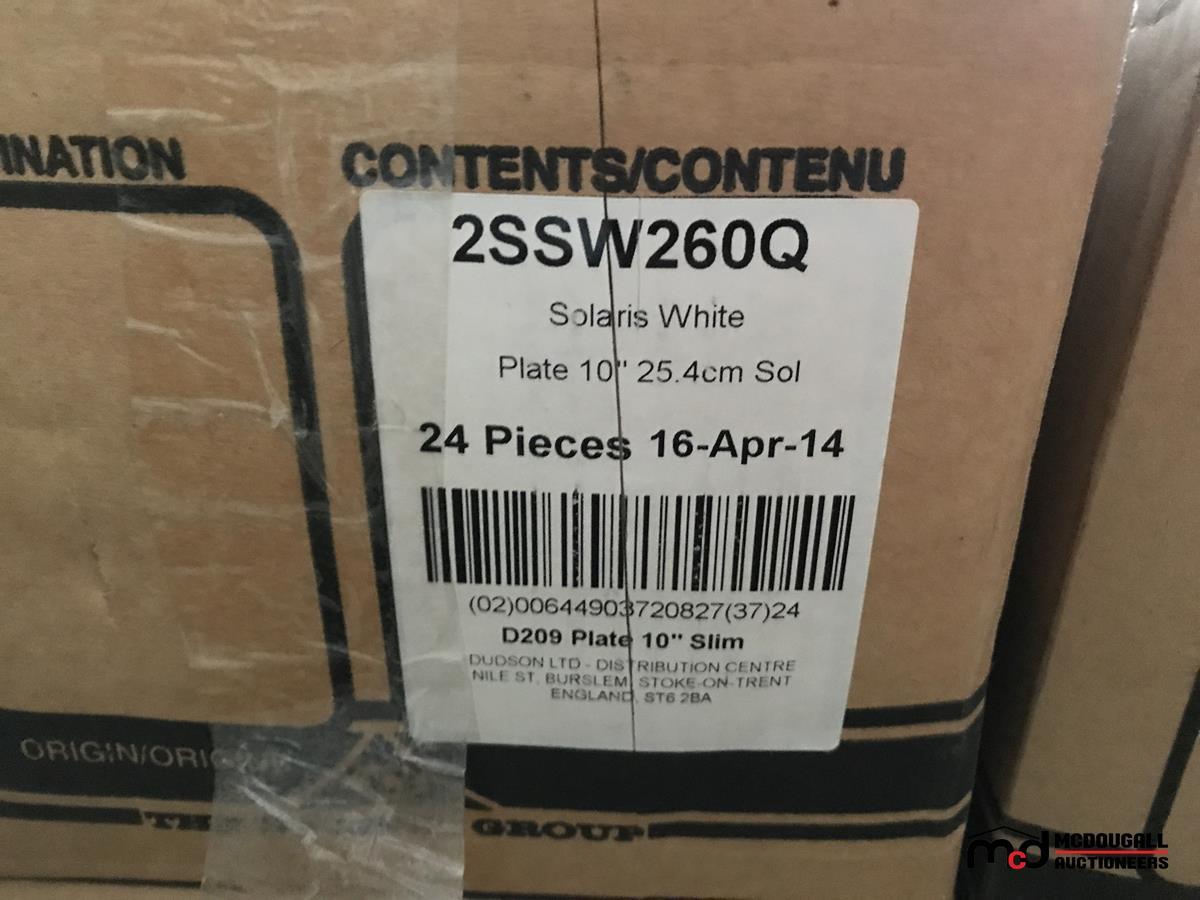 INATION
CONTENTS/CONTENU
2SSW260Q
Solaris White
Plate 10" 25.4cm Sol
24 Pieces 16-Apr-14
(02)00644903720827(37)24
D209 Plate 10" Slim
DUDSON LTD - DISTRIBUTION CENTRE
NILE ST, BURSLEM, STOKE-ON-TRENT
ENGLAND, ST6 2BA
ORIGIN/ORIG
THE
GROUP
mcd MCDOUGALL
AUCTIONEERS